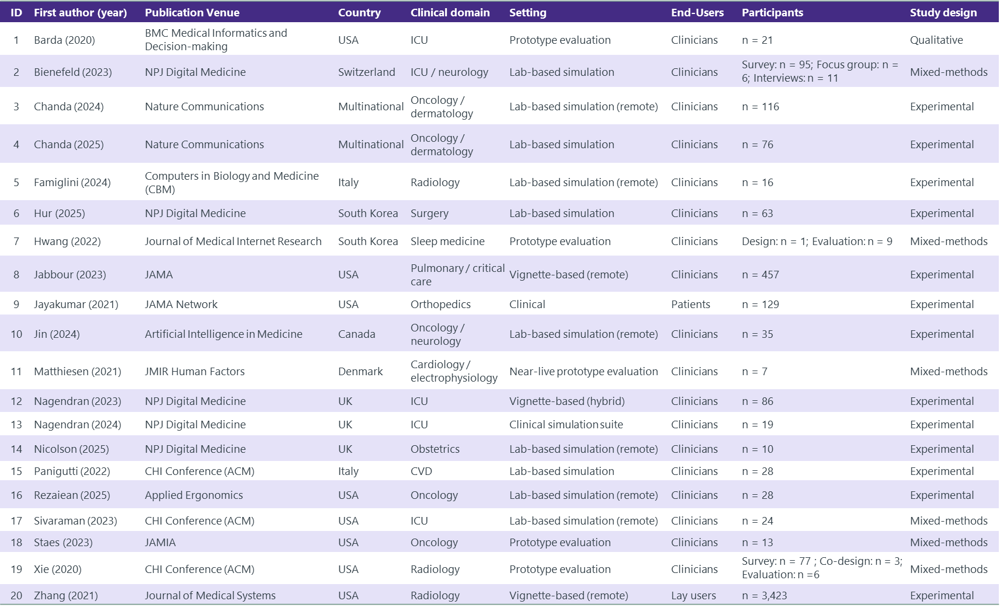 ID First author (year) Publication Venue Country Clinical domain Setting End-Users Participants Study design
1 Barda (2020) BMC Medical Informatics and Decision-making USA ICU Prototype evaluation Clinicians n = 21 Qualitative
2 Bienefeld (2023) NPJ Digital Medicine Switzerland ICU / neurology Lab-based simulation Clinicians Survey: n = 95; Focus group: n = 6; Interviews: n = 11 Mixed-methods
3 Chanda (2024) Nature Communications Multinational Oncology / dermatology Lab-based simulation (remote) Clinicians n = 116 Experimental
4 Chanda (2025) Nature Communications Multinational Oncology / dermatology Lab-based simulation Clinicians n = 76 Experimental
5 Famiglini (2024) Computers in Biology and Medicine (CBM) Italy Radiology Lab-based simulation (remote) Clinicians n = 16 Experimental
6 Hur (2025) NPJ Digital Medicine South Korea Surgery Lab-based simulation Clinicians n = 63 Experimental
7 Hwang (2022) Journal of Medical Internet Research South Korea Sleep medicine Prototype evaluation Clinicians Design: n = 1; Evaluation: n = 9 Mixed-methods
8 Jabbour (2023) JAMA USA Pulmonary / critical care Vignette-based (remote) Clinicians n = 457 Experimental
9 Jayakumar (2021) JAMA Network USA Orthopedics Clinical Patients n = 129 Experimental
10 Jin (2024) Artificial Intelligence in Medicine Canada Oncology / neurology Lab-based simulation (remote) Clinicians n = 35 Experimental
11 Matthiesen (2021) JMIR Human Factors Denmark Cardiology / electrophysiology Near-live prototype evaluation Clinicians n = 7 Mixed-methods
12 Nagendran (2023) NPJ Digital Medicine UK ICU Vignette-based (hybrid) Clinicians n = 86 Experimental
13 Nagendran (2024) NPJ Digital Medicine UK ICU Clinical simulation suite Clinicians n = 19 Experimental
14 Nicolson (2025) NPJ Digital Medicine UK Obstetrics Lab-based simulation (remote) Clinicians n = 10 Experimental
15 Panigutti (2022) CHI Conference (ACM) Italy CVD Lab-based simulation Clinicians n = 28 Experimental
16 Rezaiean (2025) Applied Ergonomics USA Oncology Lab-based simulation (remote) Clinicians n = 28 Experimental
17 Sivaraman (2023) CHI Conference (ACM) USA ICU Lab-based simulation (remote) Clinicians n = 24 Mixed-methods
18 Staes (2023) JAMIA USA Oncology Prototype evaluation Clinicians n = 13 Mixed-methods
19 Xie (2020) CHI Conference (ACM) USA Radiology Prototype evaluation Clinicians Survey: n = 77 ; Co-design: n = 3; Evaluation: n =6 Mixed-methods
20 Zhang (2021) Journal of Medical Systems USA Radiology Vignette-based (remote) Lay users n = 3,423 Experimental